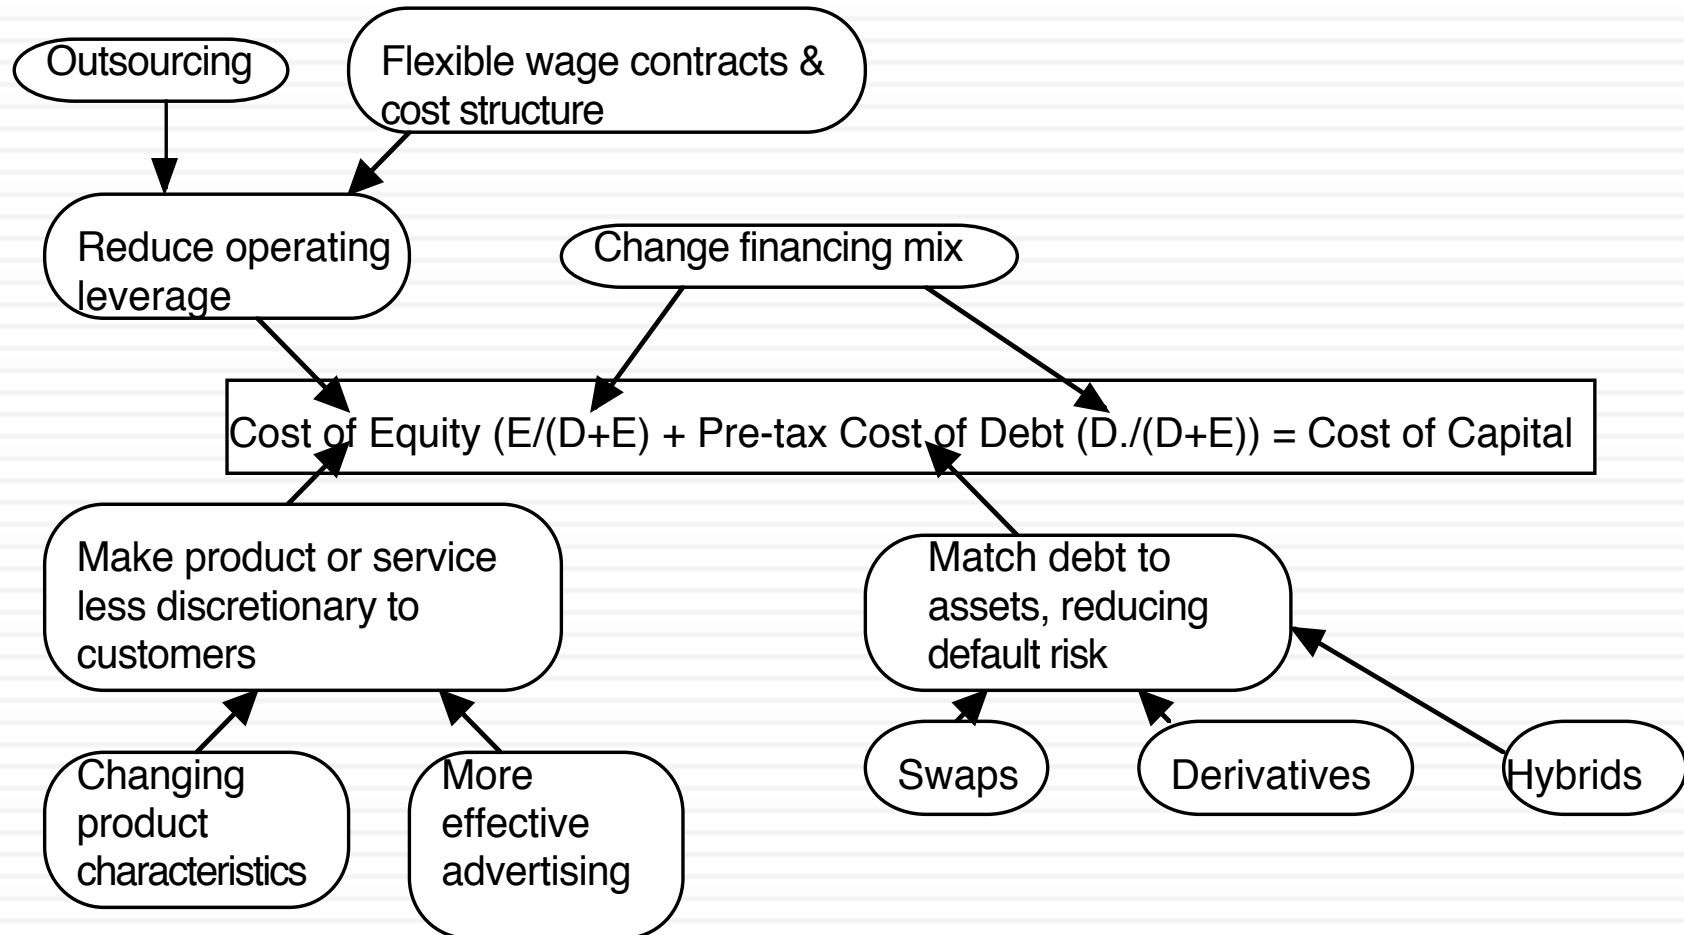 Outsourcing
Flexible wage contracts &
cost structure
Reduce operating
leverage
Change financing mix
Cost of Equity (E/(D+E) + Pre-tax Cost of Debt (D./(D+E)) = Cost of Capital
Make product or service
less discretionary to
customers
Match debt to
assets, reducing
default risk
Changing
product
characteristics
More
effective
advertising
Swaps
Derivatives
Hybrids